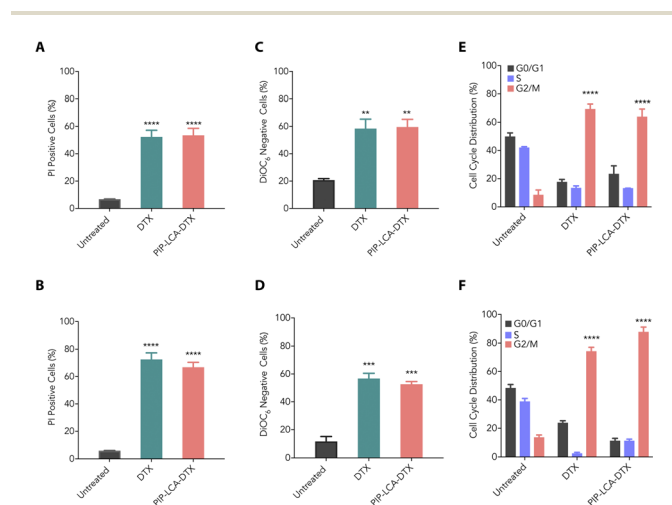 A
PI Positive Cells (%)
100
80
60
40
20
0
****
****
Untreated
DTX
PIP-LCA-DTX
C
DiOC6 Negative Cells (%)
100
80
60
40
20
0
**
**
Untreated
DTX
PIP-LCA-DTX
E
Cell Cycle Distribution (%)
100
80
60
40
20
0
G0/G1
S
G2/M
****
****
Untreated
DTX
PIP-LCA-DTX
B
PI Positive Cells (%)
100
80
60
40
20
0
****
****
Untreated
DTX
PIP-LCA-DTX
D
DiOC6 Negative Cells (%)
100
80
60
40
20
0
***
***
Untreated
DTX
PIP-LCA-DTX
F
Cell Cycle Distribution (%)
100
80
60
40
20
0
G0/G1
S
G2/M
****
****
Untreated
DTX
PIP-LCA-DTX